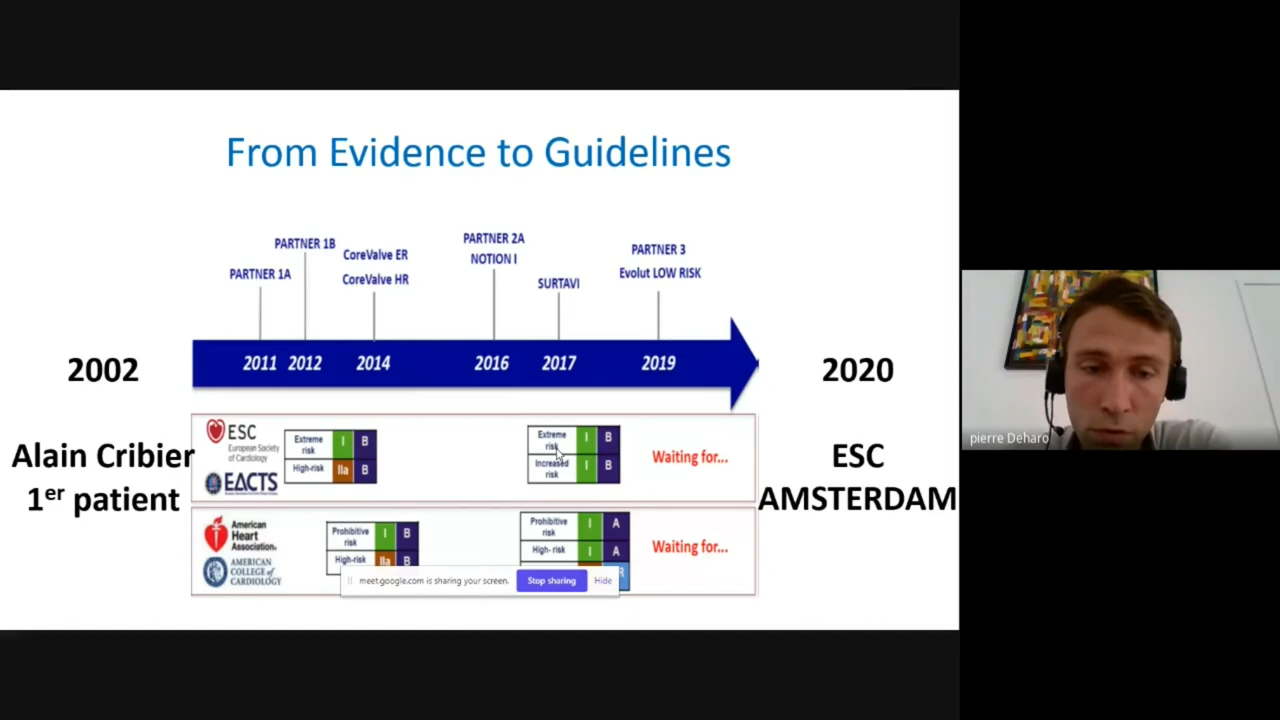 From Evidence to Guidelines
PARTNER 1A
PARTNER 1B
CoreValve ER
CoreValve HR
PARTNER 2A
NOTION I
SURTAVI
PARTNER 3
Evolut LOW RISK
2002
2011 2012 2014 2016 2017 2019
2020
Alain Cribier
1er patient
ESC
European Society
of Cardiology
EACTS
Extreme
risk
I B
High-risk IIa B
Extreme
risk
I B
Increased
risk
I B
Waiting for...
ESC
AMSTERDAM
American
Heart
Association.
AMERICAN
COLLEGE of
CARDIOLOGY
Prohibitive
risk
I B
High-risk IIa B
Prohibitive
risk
I A
High- risk I A
Waiting for...
meet.google.com is sharing your screen. Stop sharing Hide
pierre Deharo